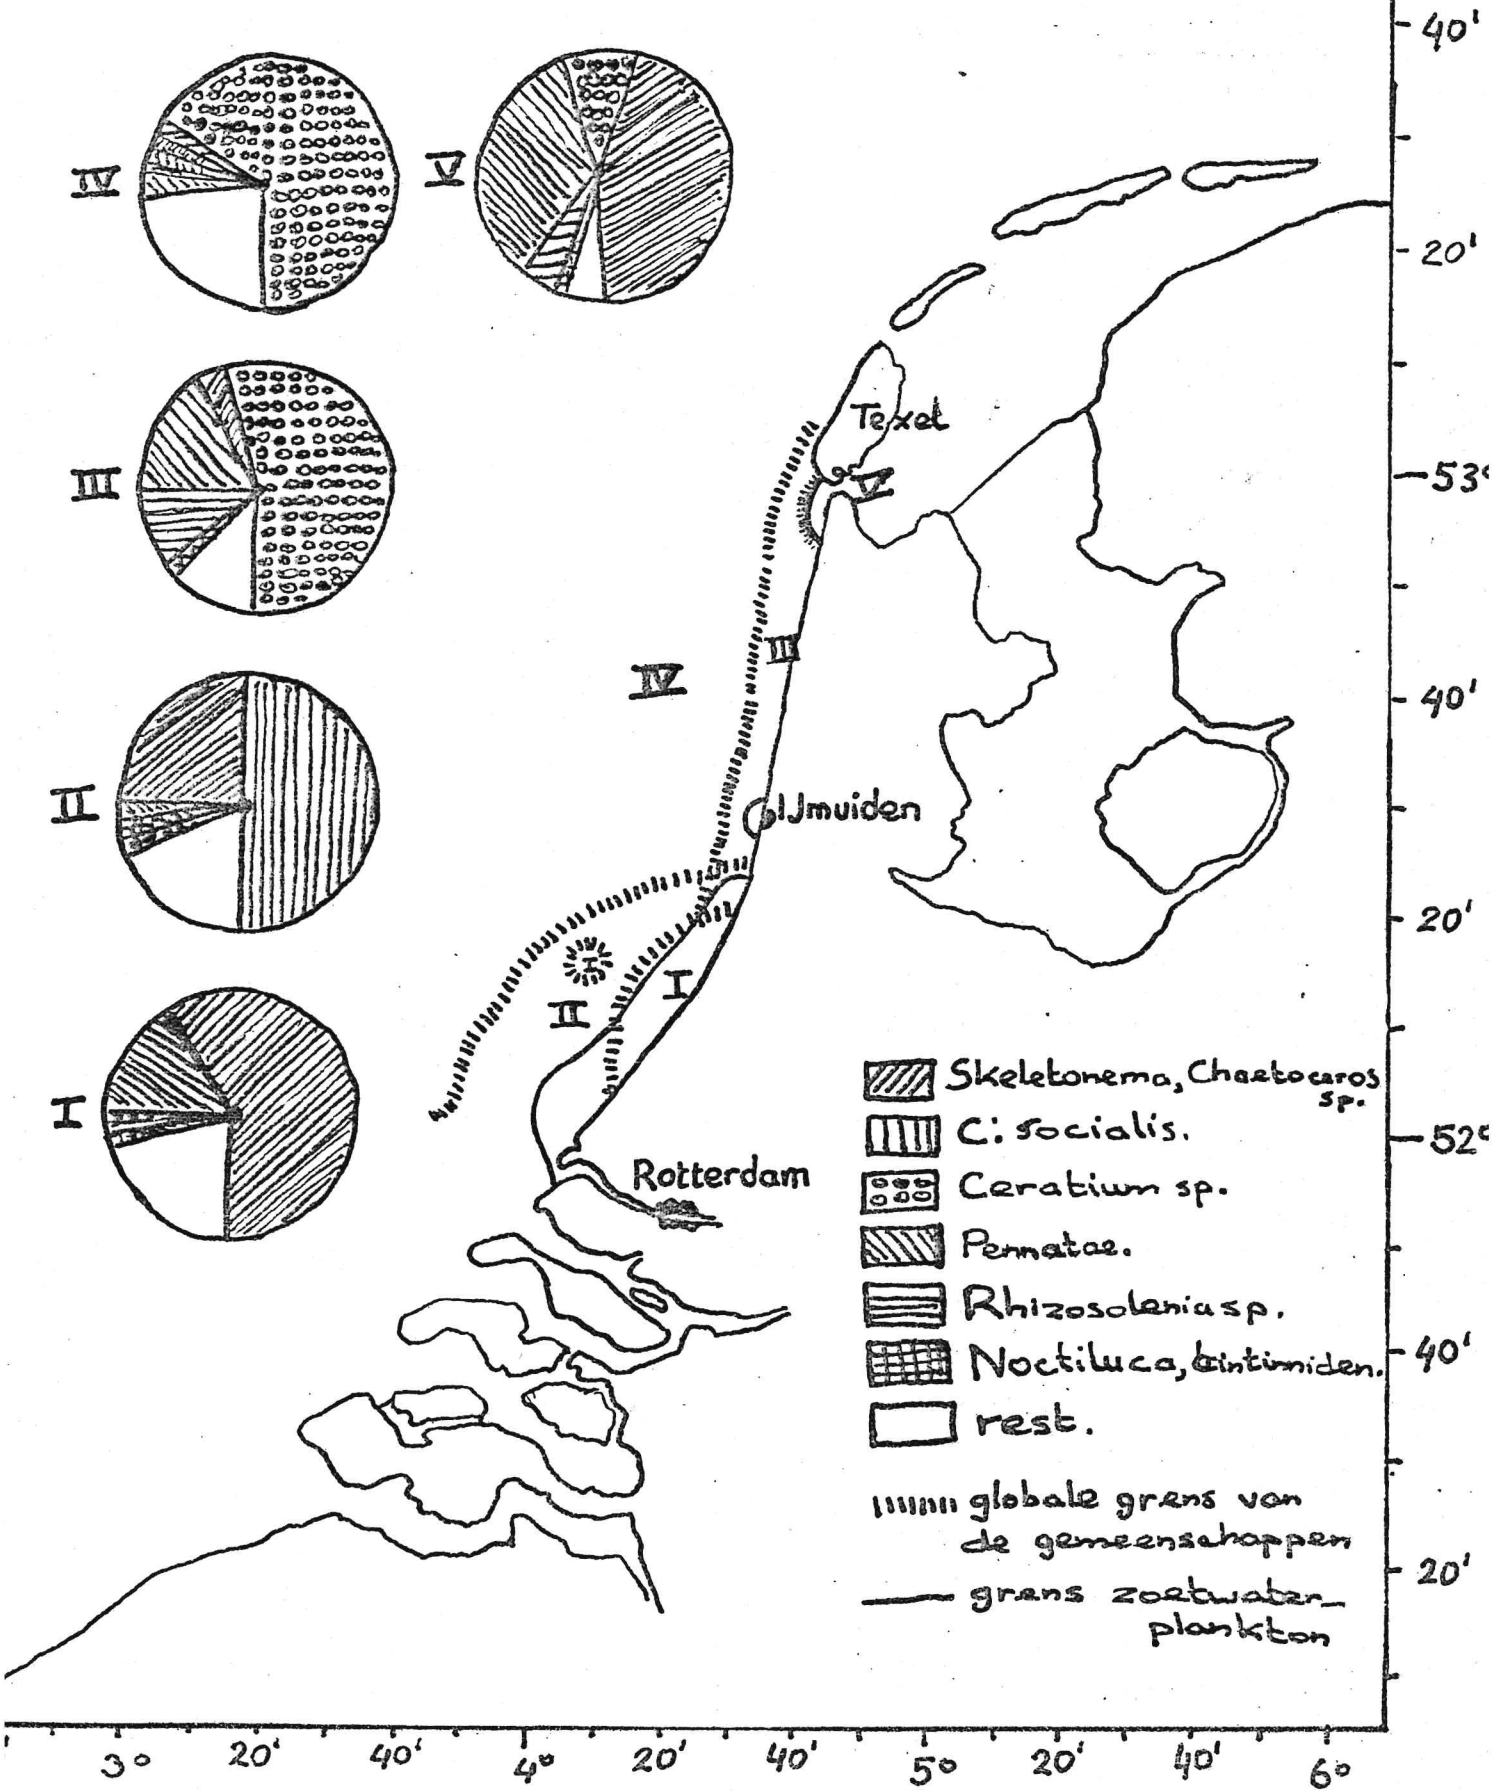 40'
IV
V
20'
Texel
III
V
53°
III
IV
40'
II
IJmuiden
20'
I
II
I
I
Skeletonema, Chaetoceros
sp.
C. socialis.
52°
Rotterdam
Ceratium sp.
Pennatae.
Rhizosolenia sp.
Noctiluca, tintinniden.
40'
rest.
globale grens van
de gemeenschappen
20'
grens zoetwater_
plankton
3° 20' 40' 4° 20' 40' 5° 20' 40' 6°